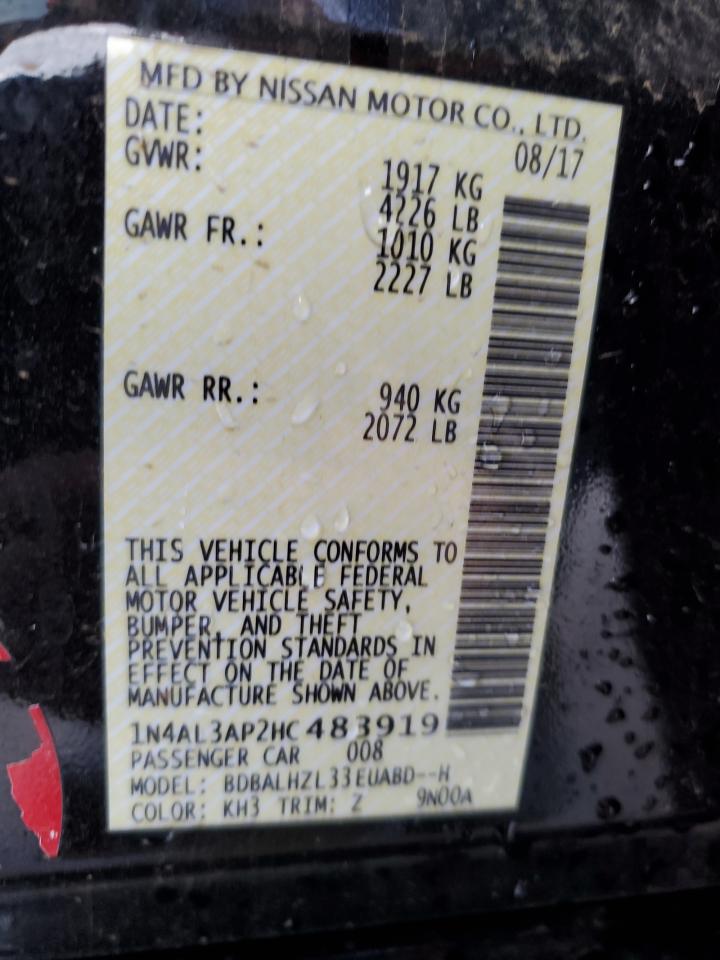 MFD BY NISSAN MOTOR CO., LTD.
DATE: 08/17
GVWR: 1917 KG
4226 LB
GAWR FR.: 1010 KG
2227 LB
GAWR RR.: 940 KG
2072 LB
THIS VEHICLE CONFORMS TO
ALL APPLICABLE FEDERAL
MOTOR VEHICLE SAFETY,
BUMPER, AND THEFT
PREVENTION STANDARDS IN
EFFECT ON THE DATE OF
MANUFACTURE SHOWN ABOVE.
1N4AL3AP2HC483919
PASSENGER CAR 008
MODEL: BDBALHZL33EUABD--H
COLOR: KH3 TRIM: Z 9N00A